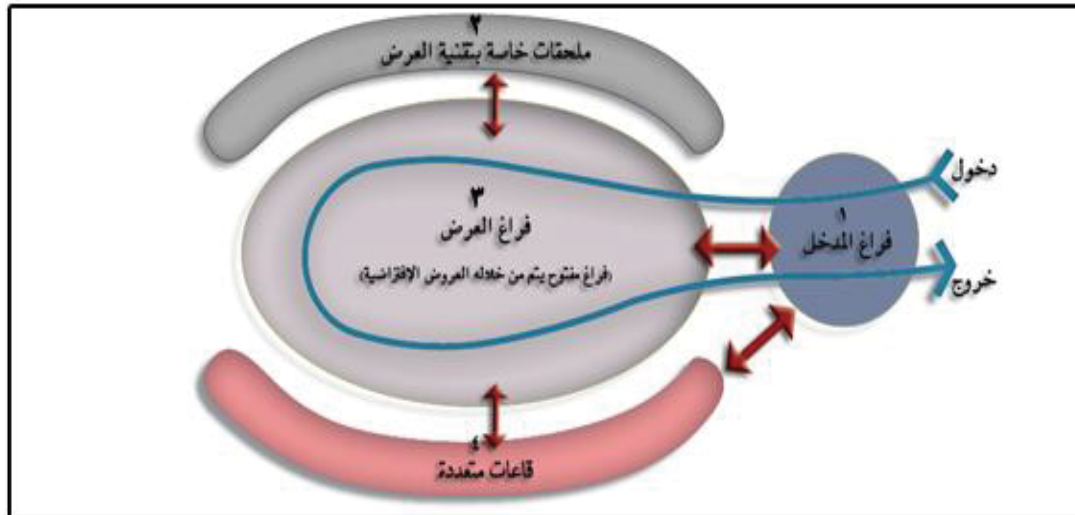 ٢
ملحقات خاصة بتقنية العرض
دخول
١
فراغ المدخل
خروج
٣
فراغ العرض
(فراغ مفتوح يتم من خلاله العروض الإفتراضية)
٤
قاعات متعددة